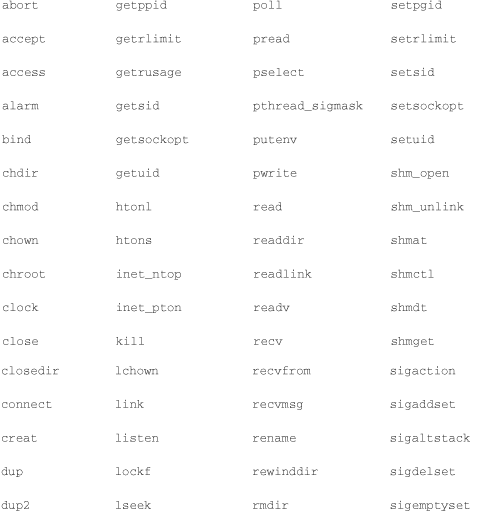 abort getppid poll setpgid
accept getrlimit pread setrlimit
access getrusage pselect setsid
alarm getsid pthread_sigmask setsockopt
bind getsockopt putenv setuid
chdir getuid pwrite shm_open
chmod htonl read shm_unlink
chown htons readdir shmat
chroot inet_ntop readlink shmctl
clock inet_pton readv shmdt
close kill recv shmget
closedir lchown recvfrom sigaction
connect link recvmsg sigaddset
creat listen rename sigaltstack
dup lockf rewinddir sigdelset
dup2 lseek rmdir sigemptyset